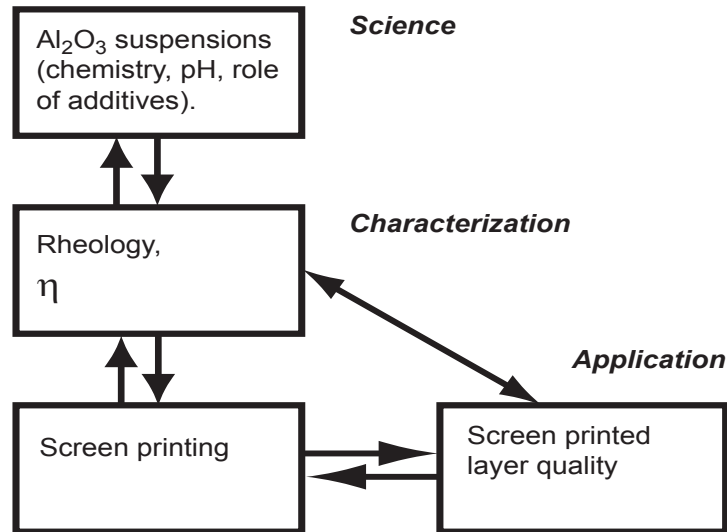 Science
Al₂O₃ suspensions
(chemistry, pH, role
of additives).
Characterization
Rheology,
η
Application
Screen printing
Screen printed
layer quality